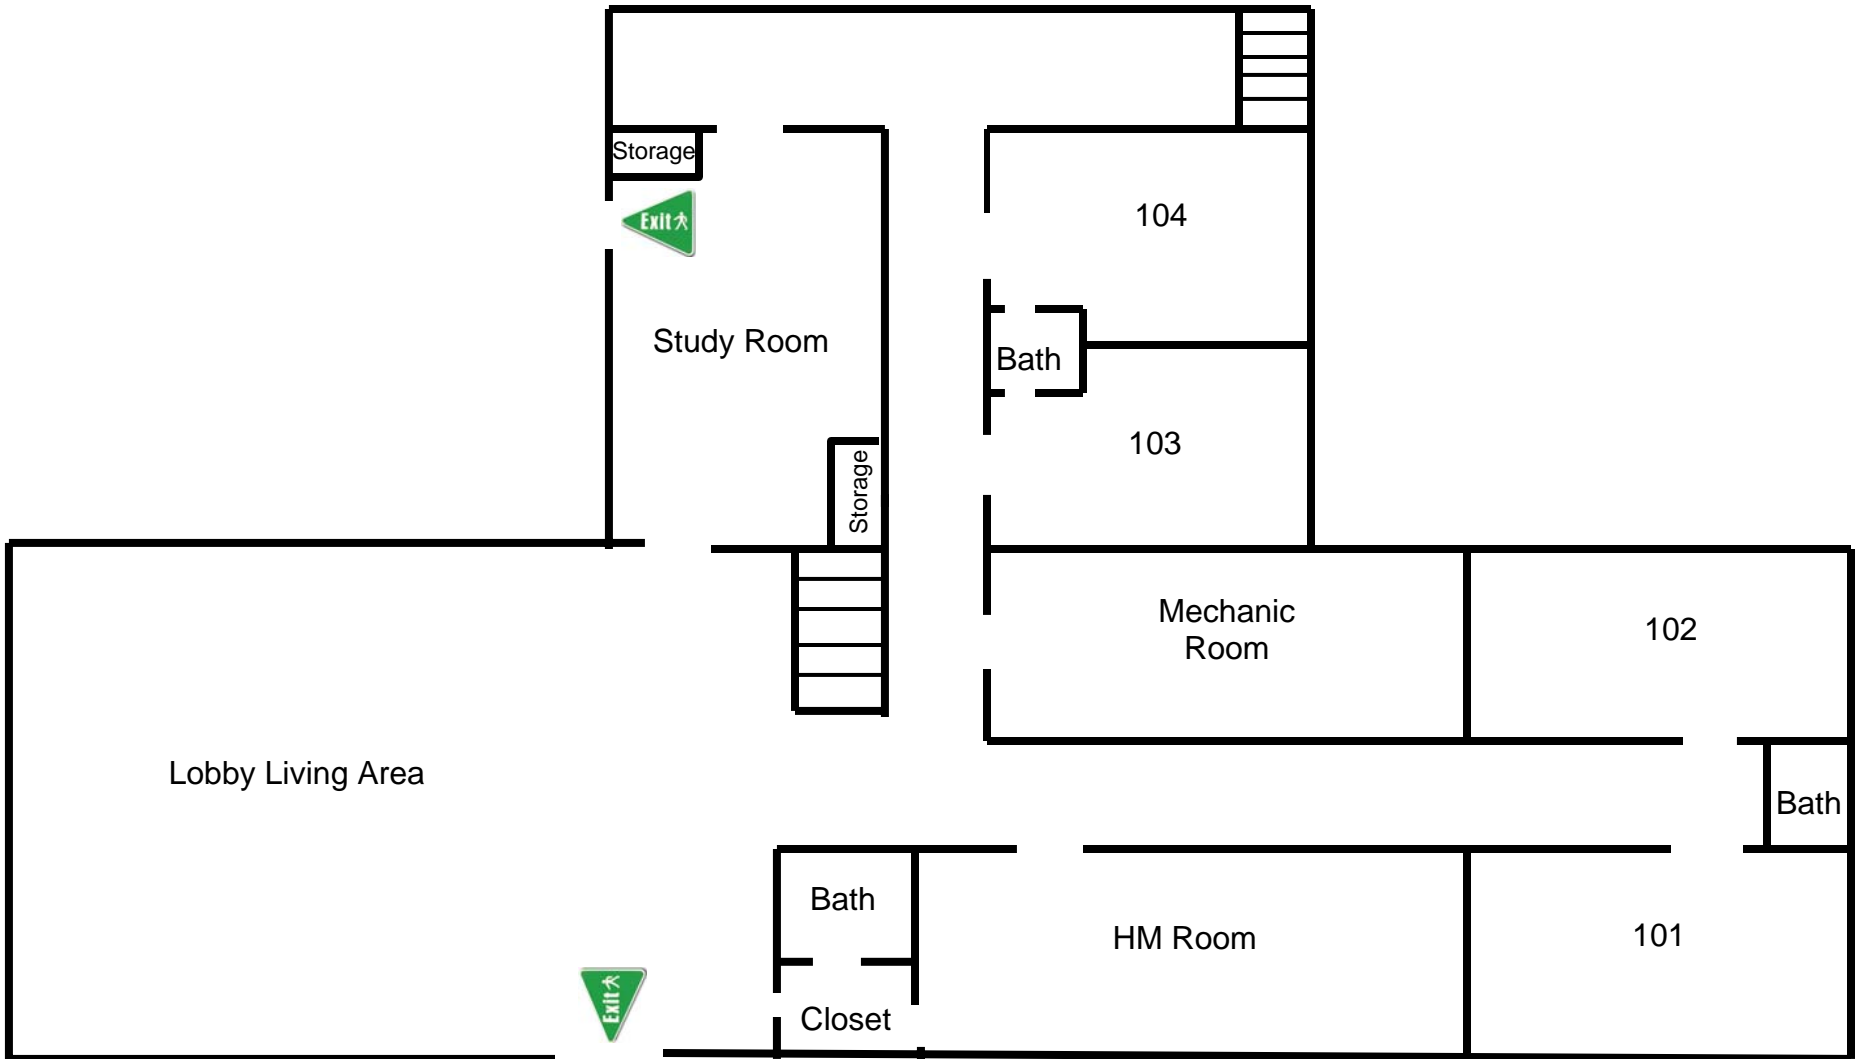 Storage
Exit
104
Study Room
Bath
103
Storage
Mechanic
Room
102
Lobby Living Area
Bath
Bath
HM Room
101
Exit
Closet